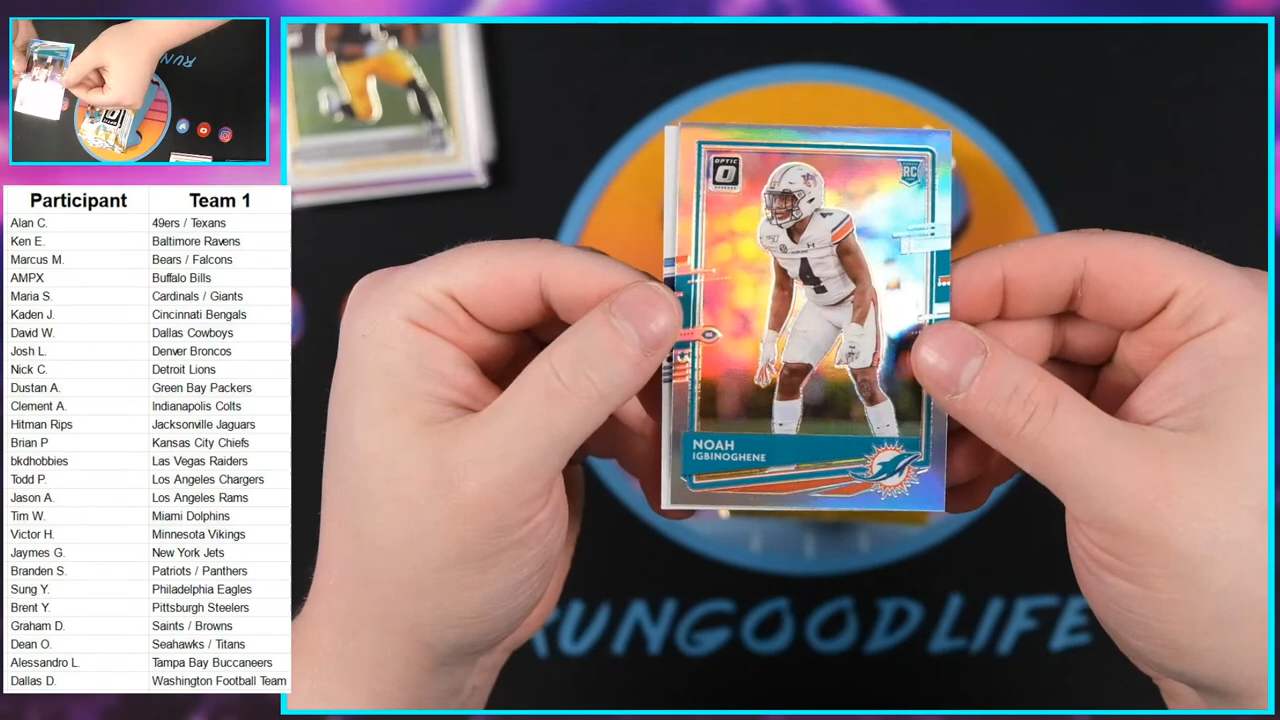 Participant Team 1
Alan C. 49ers / Texans
Ken E. Baltimore Ravens
Marcus M. Bears / Falcons
AMPX Buffalo Bills
Maria S. Cardinals / Giants
Kaden J. Cincinnati Bengals
David W. Dallas Cowboys
Josh L. Denver Broncos
Nick C. Detroit Lions
Dustan A. Green Bay Packers
Clement A. Indianapolis Colts
Hitman Rips Jacksonville Jaguars
Brian P Kansas City Chiefs
bkdhobbies Las Vegas Raiders
Todd P. Los Angeles Chargers
Jason A. Los Angeles Rams
Tim W. Miami Dolphins
Victor H. Minnesota Vikings
Jaymes G. New York Jets
Branden S. Patriots / Panthers
Sung Y. Philadelphia Eagles
Brent Y. Pittsburgh Steelers
Graham D. Saints / Browns
Dean O. Seahawks / Titans
Alessandro L. Tampa Bay Buccaneers
Dallas D. Washington Football Team
OPTIC
RC
4
NOAH
IGBINOGHENE
RUNGOODLIFE